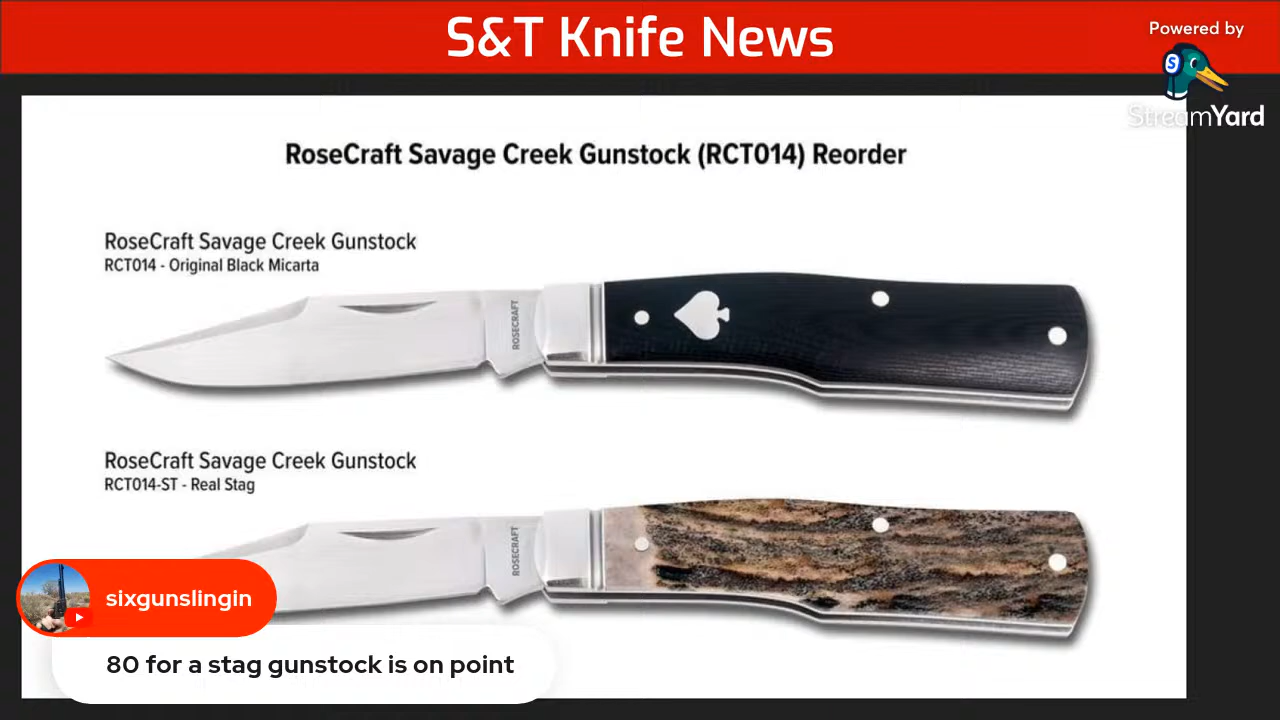 S&T Knife News
Powered by
S
StreamYard
RoseCraft Savage Creek Gunstock (RCT014) Reorder
RoseCraft Savage Creek Gunstock
RCT014 - Original Black Micarta
ROSECRAFT
RoseCraft Savage Creek Gunstock
RCT014-ST - Real Stag
ROSECRAFT
sixgunslingin
80 for a stag gunstock is on point